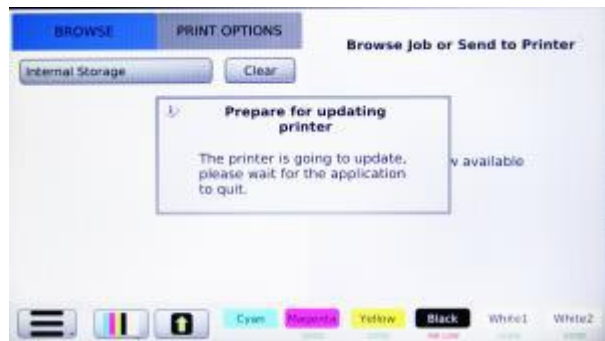 BROWSE
PRINT OPTIONS
Browse Job or Send to Printer
Internal Storage
Clear
Prepare for updating
printer
The printer is going to update,
please wait for the application
to quit.
available
Cyan
Magenta
Yellow
Black
White1
White2